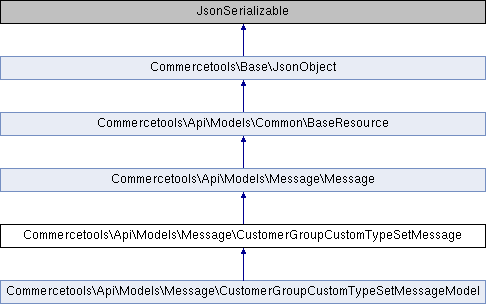 JsonSerializable
Commercetools\Base\JsonObject
Commercetools\Api\Models\Common\BaseResource
Commercetools\Api\Models\Message\Message
Commercetools\Api\Models\Message\CustomerGroupCustomTypeSetMessage
Commercetools\Api\Models\Message\CustomerGroupCustomTypeSetMessageModel